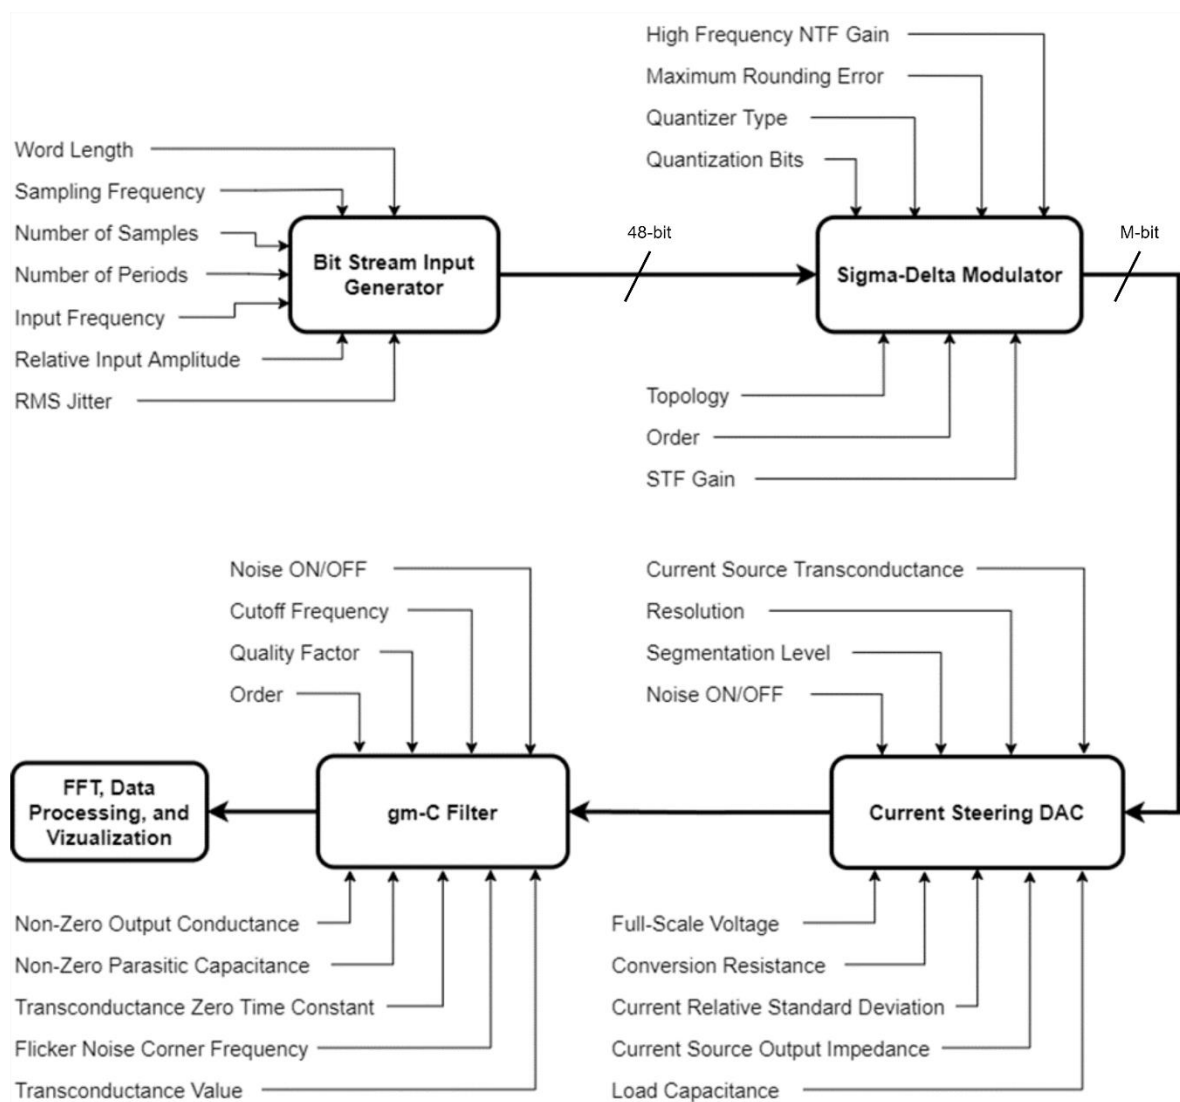 High Frequency NTF Gain
Maximum Rounding Error
Quantizer Type
Quantization Bits
Word Length
Sampling Frequency
Number of Samples
Number of Periods
Input Frequency
Relative Input Amplitude
RMS Jitter
Bit Stream Input
Generator
48-bit
Sigma-Delta Modulator
M-bit
Topology
Order
STF Gain
Noise ON/OFF
Cutoff Frequency
Quality Factor
Order
Current Source Transconductance
Resolution
Segmentation Level
Noise ON/OFF
FFT, Data
Processing, and
Vizualization
gm-C Filter
Current Steering DAC
Non-Zero Output Conductance
Non-Zero Parasitic Capacitance
Transconductance Zero Time Constant
Flicker Noise Corner Frequency
Transconductance Value
Full-Scale Voltage
Conversion Resistance
Current Relative Standard Deviation
Current Source Output Impedance
Load Capacitance